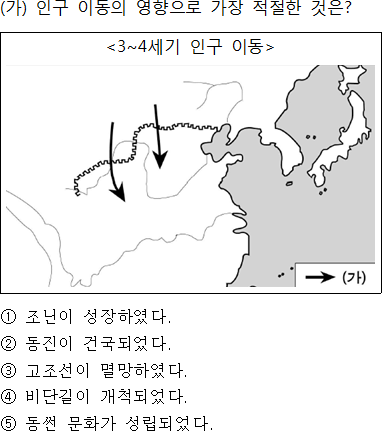 (가) 인구 이동의 영향으로 가장 적절한 것은?
<3~4세기 인구 이동>
(가)
① 조닌이 성장하였다.
② 동진이 건국되었다.
③ 고조선이 멸망하였다.
④ 비단길이 개척되었다.
⑤ 동썬 문화가 성립되었다.